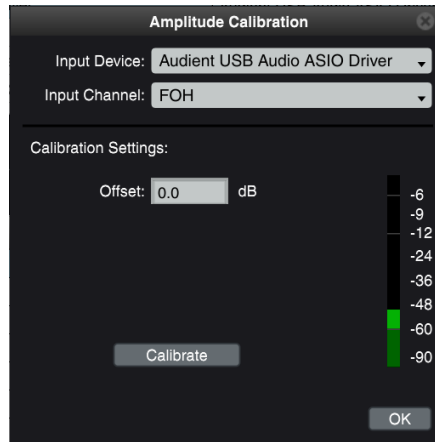 Amplitude Calibration
Input Device: Audient USB Audio ASIO Driver
Input Channel: FOH
Calibration Settings:
Offset: 0.0 dB
-6
-9
-12
-24
-36
-48
-60
-90
Calibrate
OK